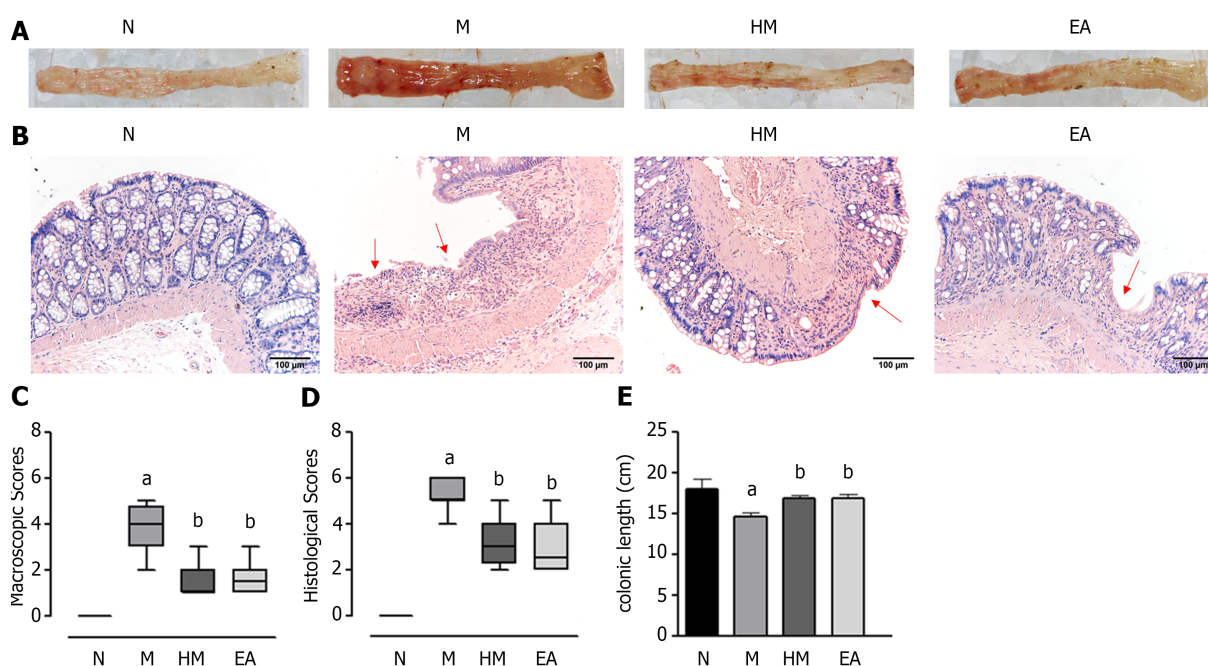 A
N
M
HM
EA
B
N
M
HM
EA
100 µm
100 µm
100 µm
100 µm
C
Macroscopic Scores
8
6
4
2
0
a
b
b
N
M
HM
EA
D
Histological Scores
8
6
4
2
0
a
b
b
N
M
HM
EA
E
colonic length (cm)
25
20
15
10
5
0
a
b
b
N
M
HM
EA